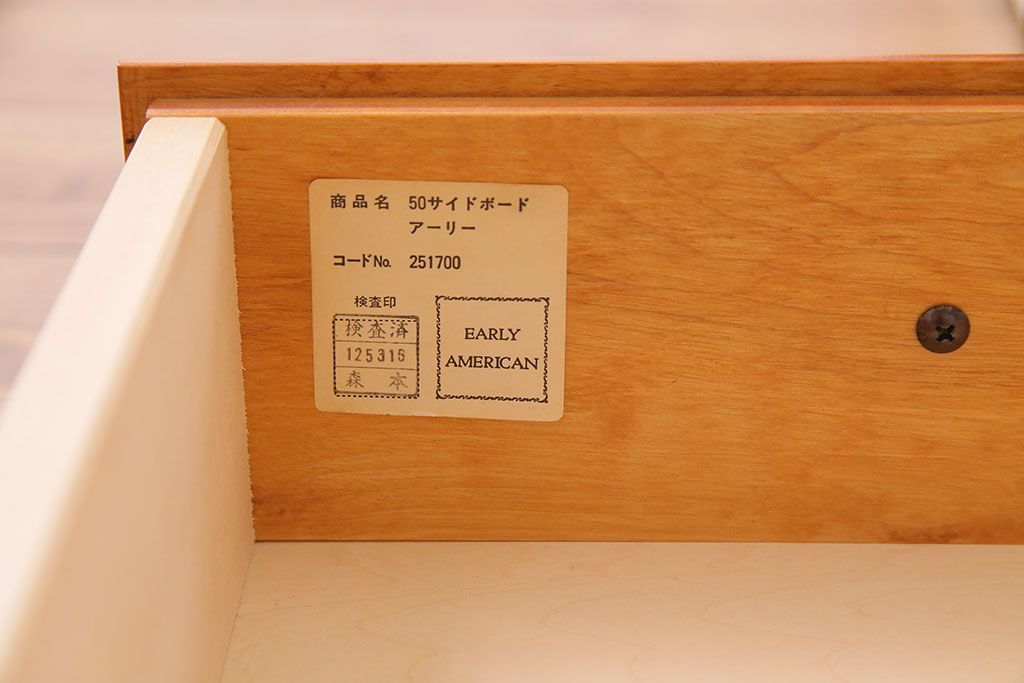 商品名 50サイドボード
アーリー
コードNo. 251700
検査印
検査済
125316
森本
EARLY
AMERICAN